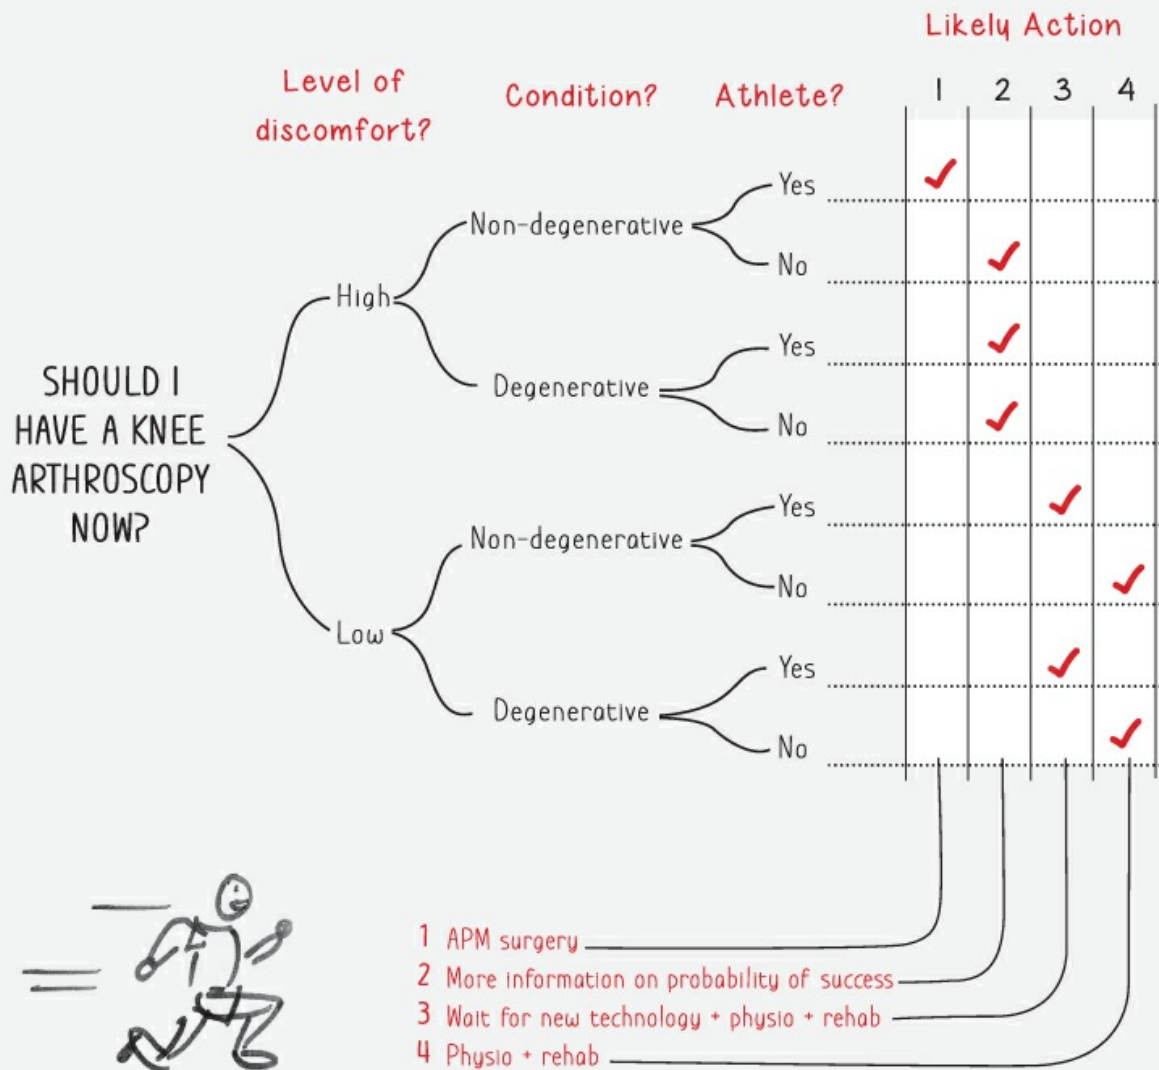 Likely Action
Level of
discomfort?
Condition?
Athlete?
1 2 3 4
Yes
Non-degenerative
No
High
Yes
Degenerative
No
SHOULD I
HAVE A KNEE
ARTHROSCOPY
NOW?
Yes
Non-degenerative
No
Low
Yes
Degenerative
No
1 APM surgery
2 More information on probability of success
3 Wait for new technology + physio + rehab
4 Physio + rehab